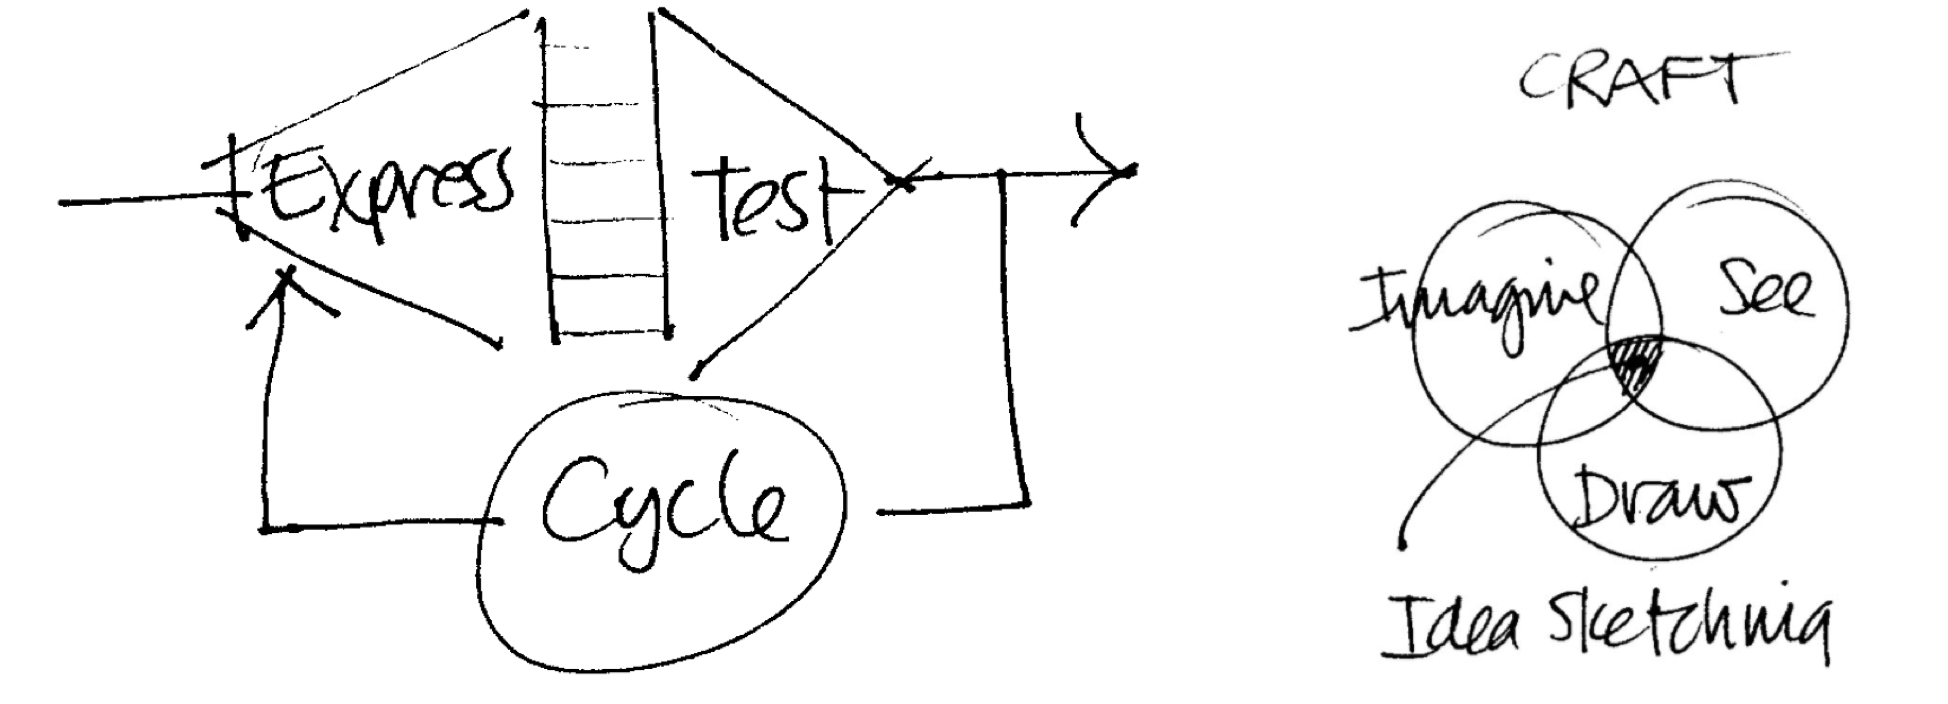 Express
Test
Cycle
CRAFT
Imagine
See
Draw
Idea Sketching